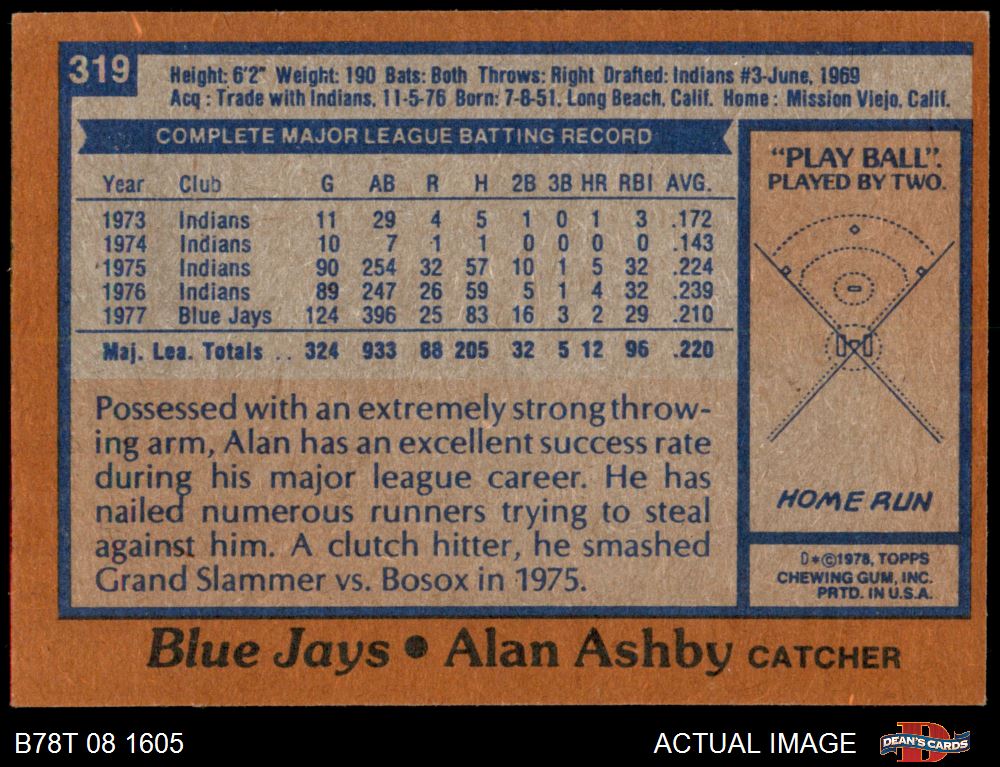 319
Height: 6'2" Weight: 190 Bats: Both Throws: Right Drafted: Indians #3-June, 1969
Acq : Trade with Indians, 11-5-76 Born: 7-8-51, Long Beach, Calif. Home : Mission Viejo, Calif.
COMPLETE MAJOR LEAGUE BATTING RECORD
Year Club G AB R H 2B 3B HR RBI AVG.
1973 Indians 11 29 4 5 1 0 1 3 .172
1974 Indians 10 7 1 1 0 0 0 0 .143
1975 Indians 90 254 32 57 10 1 5 32 .224
1976 Indians 89 247 26 59 5 1 4 32 .239
1977 Blue Jays 124 396 25 83 16 3 2 29 .210
Maj. Lea. Totals .. 324 933 88 205 32 5 12 96 .220
Possessed with an extremely strong throw-
ing arm, Alan has an excellent success rate
during his major league career. He has
nailed numerous runners trying to steal
against him. A clutch hitter, he smashed
Grand Slammer vs. Bosox in 1975.
"PLAY BALL".
PLAYED BY TWO.
HOME RUN
D*©1978, TOPPS
CHEWING GUM, INC.
PRTD. IN U.S.A.
Blue Jays • Alan Ashby CATCHER
B78T 08 1605
ACTUAL IMAGE
DEAN'S CARDS